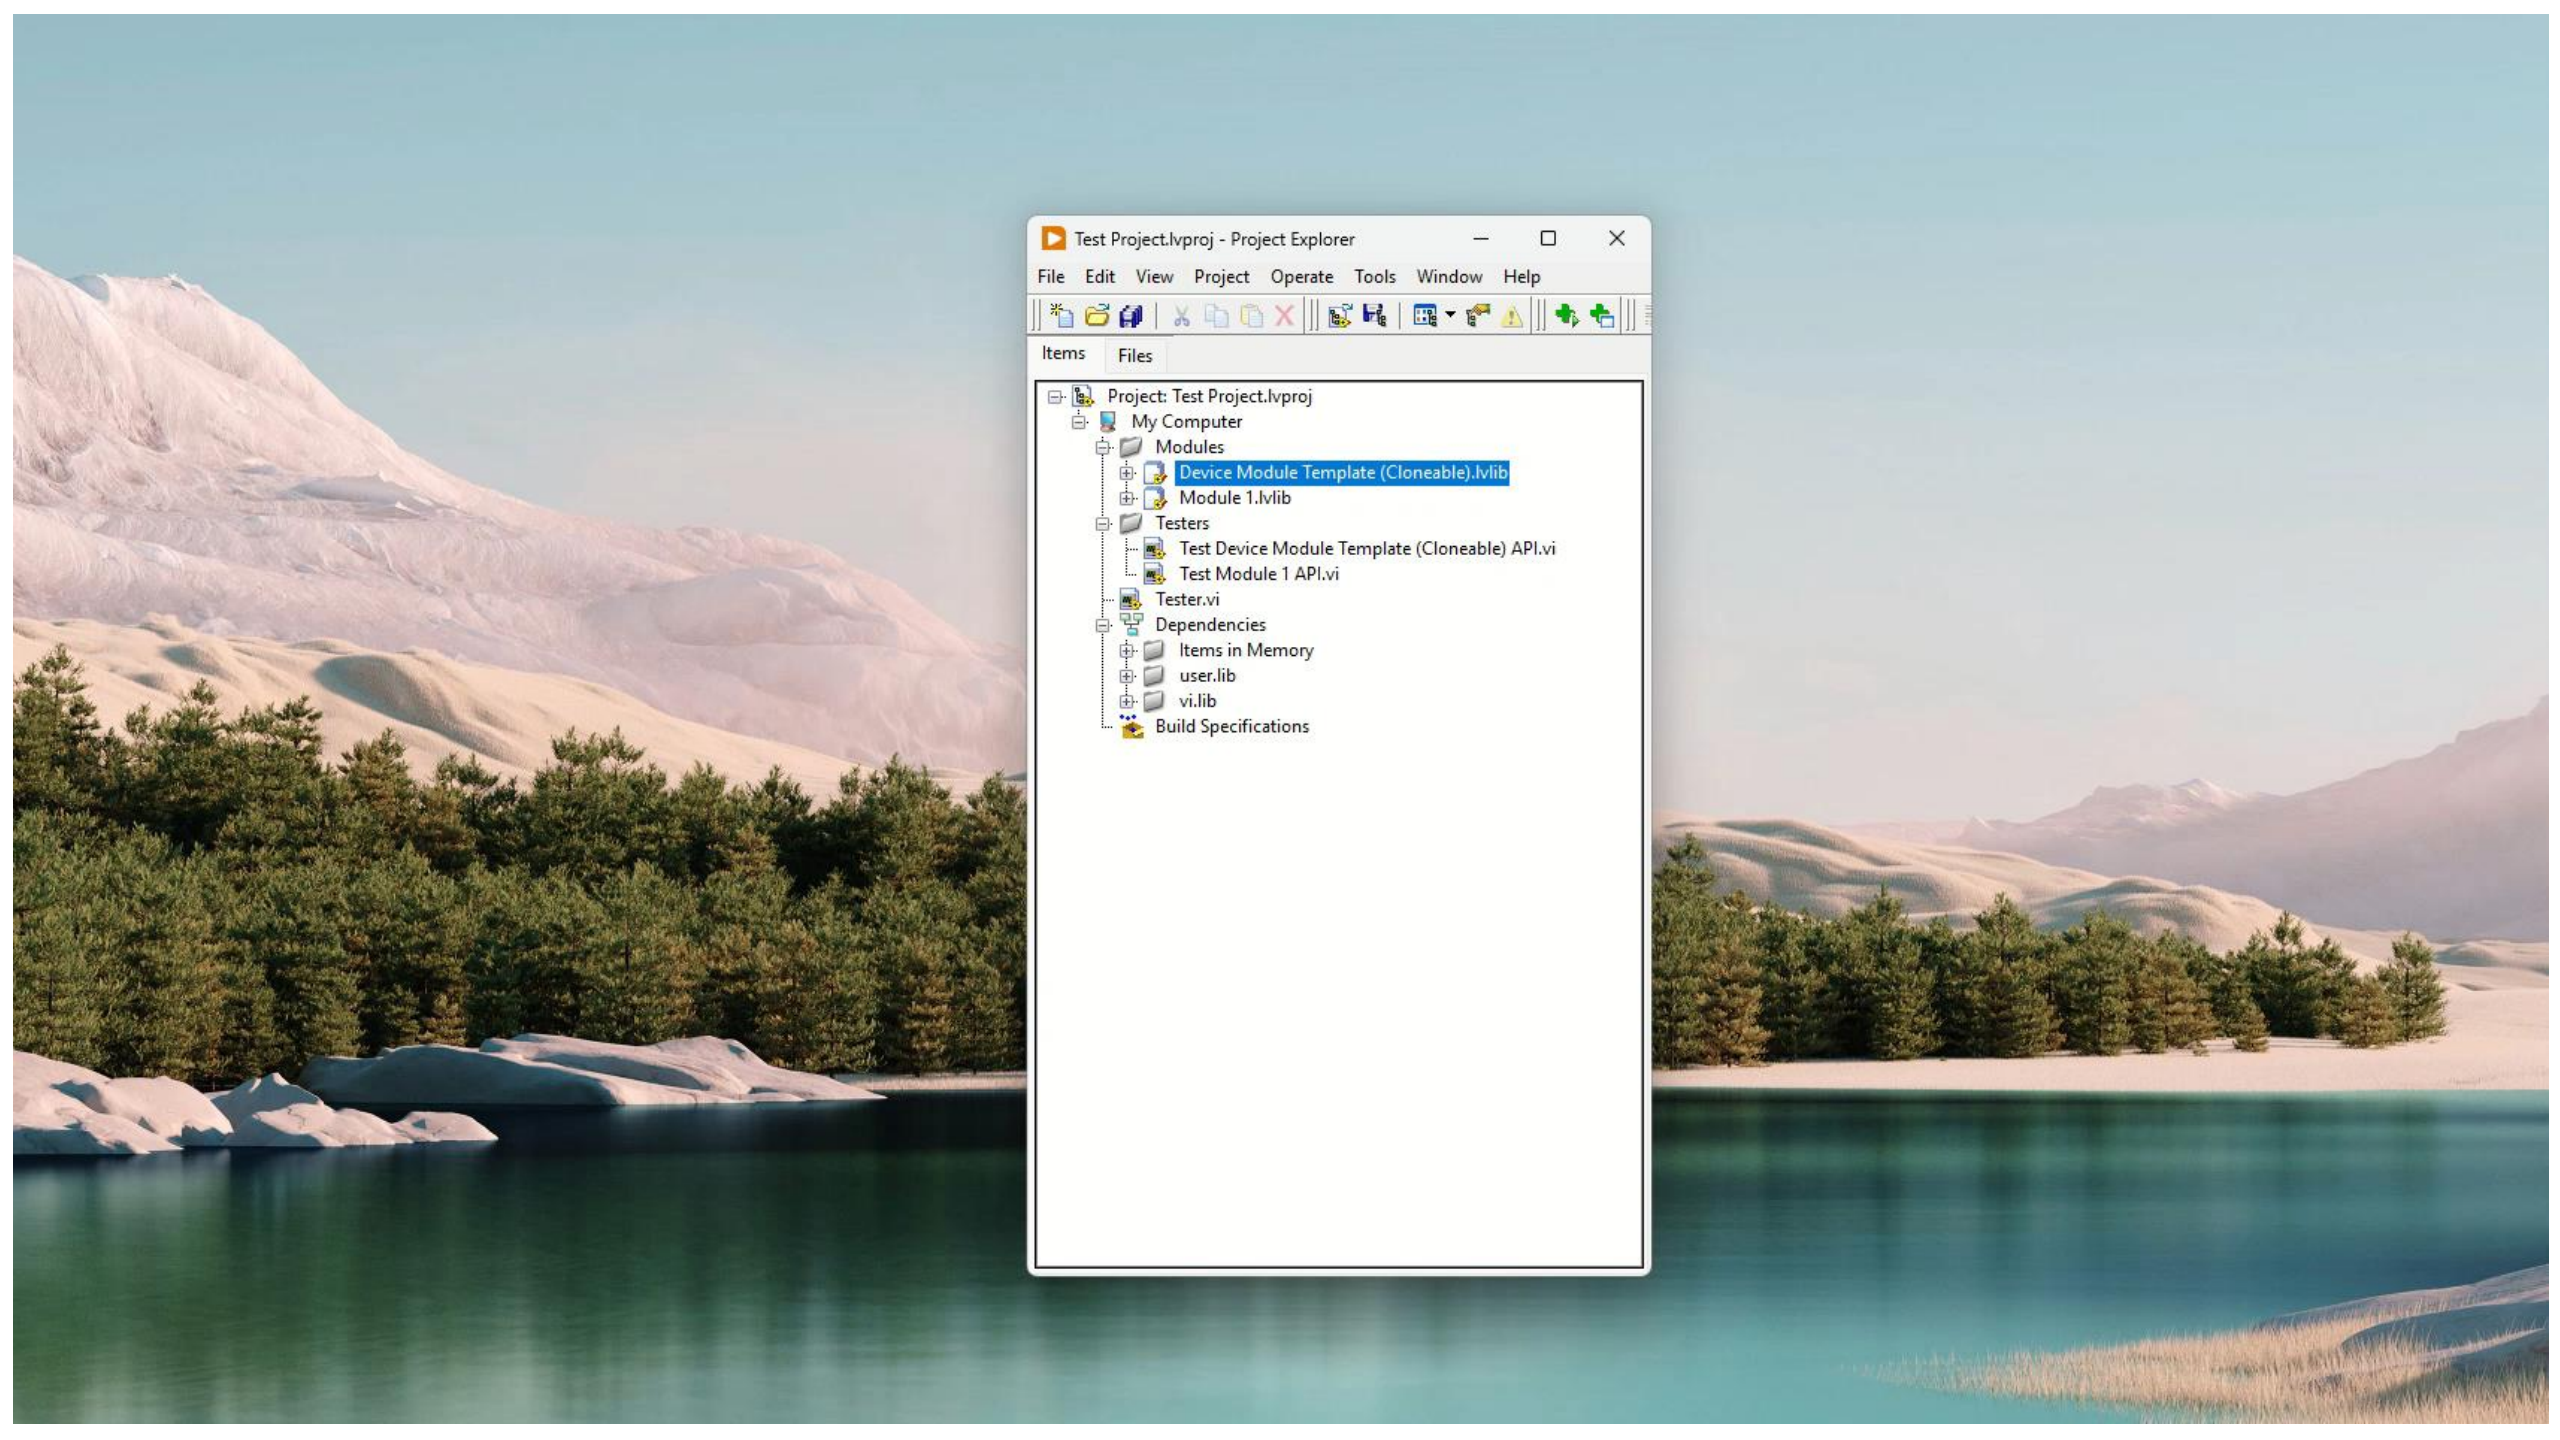 Test Project.lvproj - Project Explorer
File Edit View Project Operate Tools Window Help
Items Files
Project: Test Project.lvproj
My Computer
Modules
Device Module Template (Cloneable).lvlib
Module 1.lvlib
Testers
Test Device Module Template (Cloneable) API.vi
Test Module 1 API.vi
Tester.vi
Dependencies
Items in Memory
user.lib
vi.lib
Build Specifications